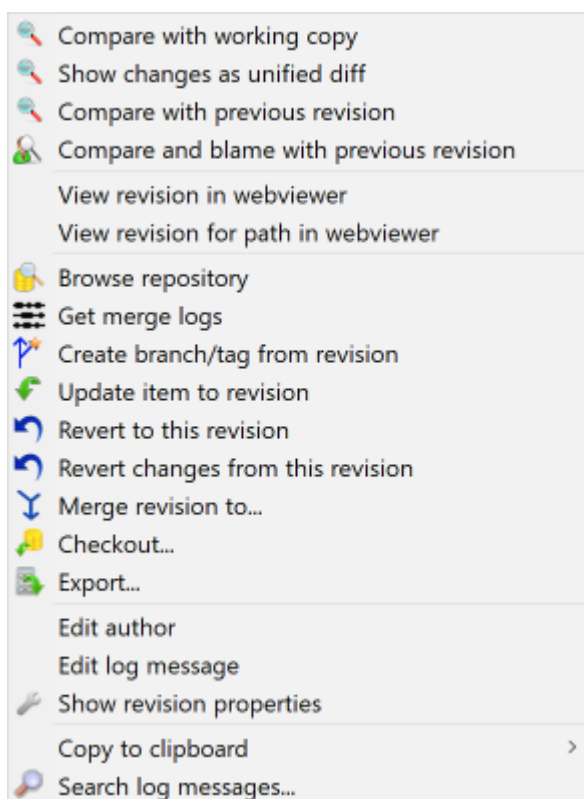 Compare with working copy
Show changes as unified diff
Compare with previous revision
Compare and blame with previous revision
View revision in webviewer
View revision for path in webviewer
Browse repository
Get merge logs
Create branch/tag from revision
Update item to revision
Revert to this revision
Revert changes from this revision
Merge revision to...
Checkout...
Export...
Edit author
Edit log message
Show revision properties
Copy to clipboard
Search log messages...